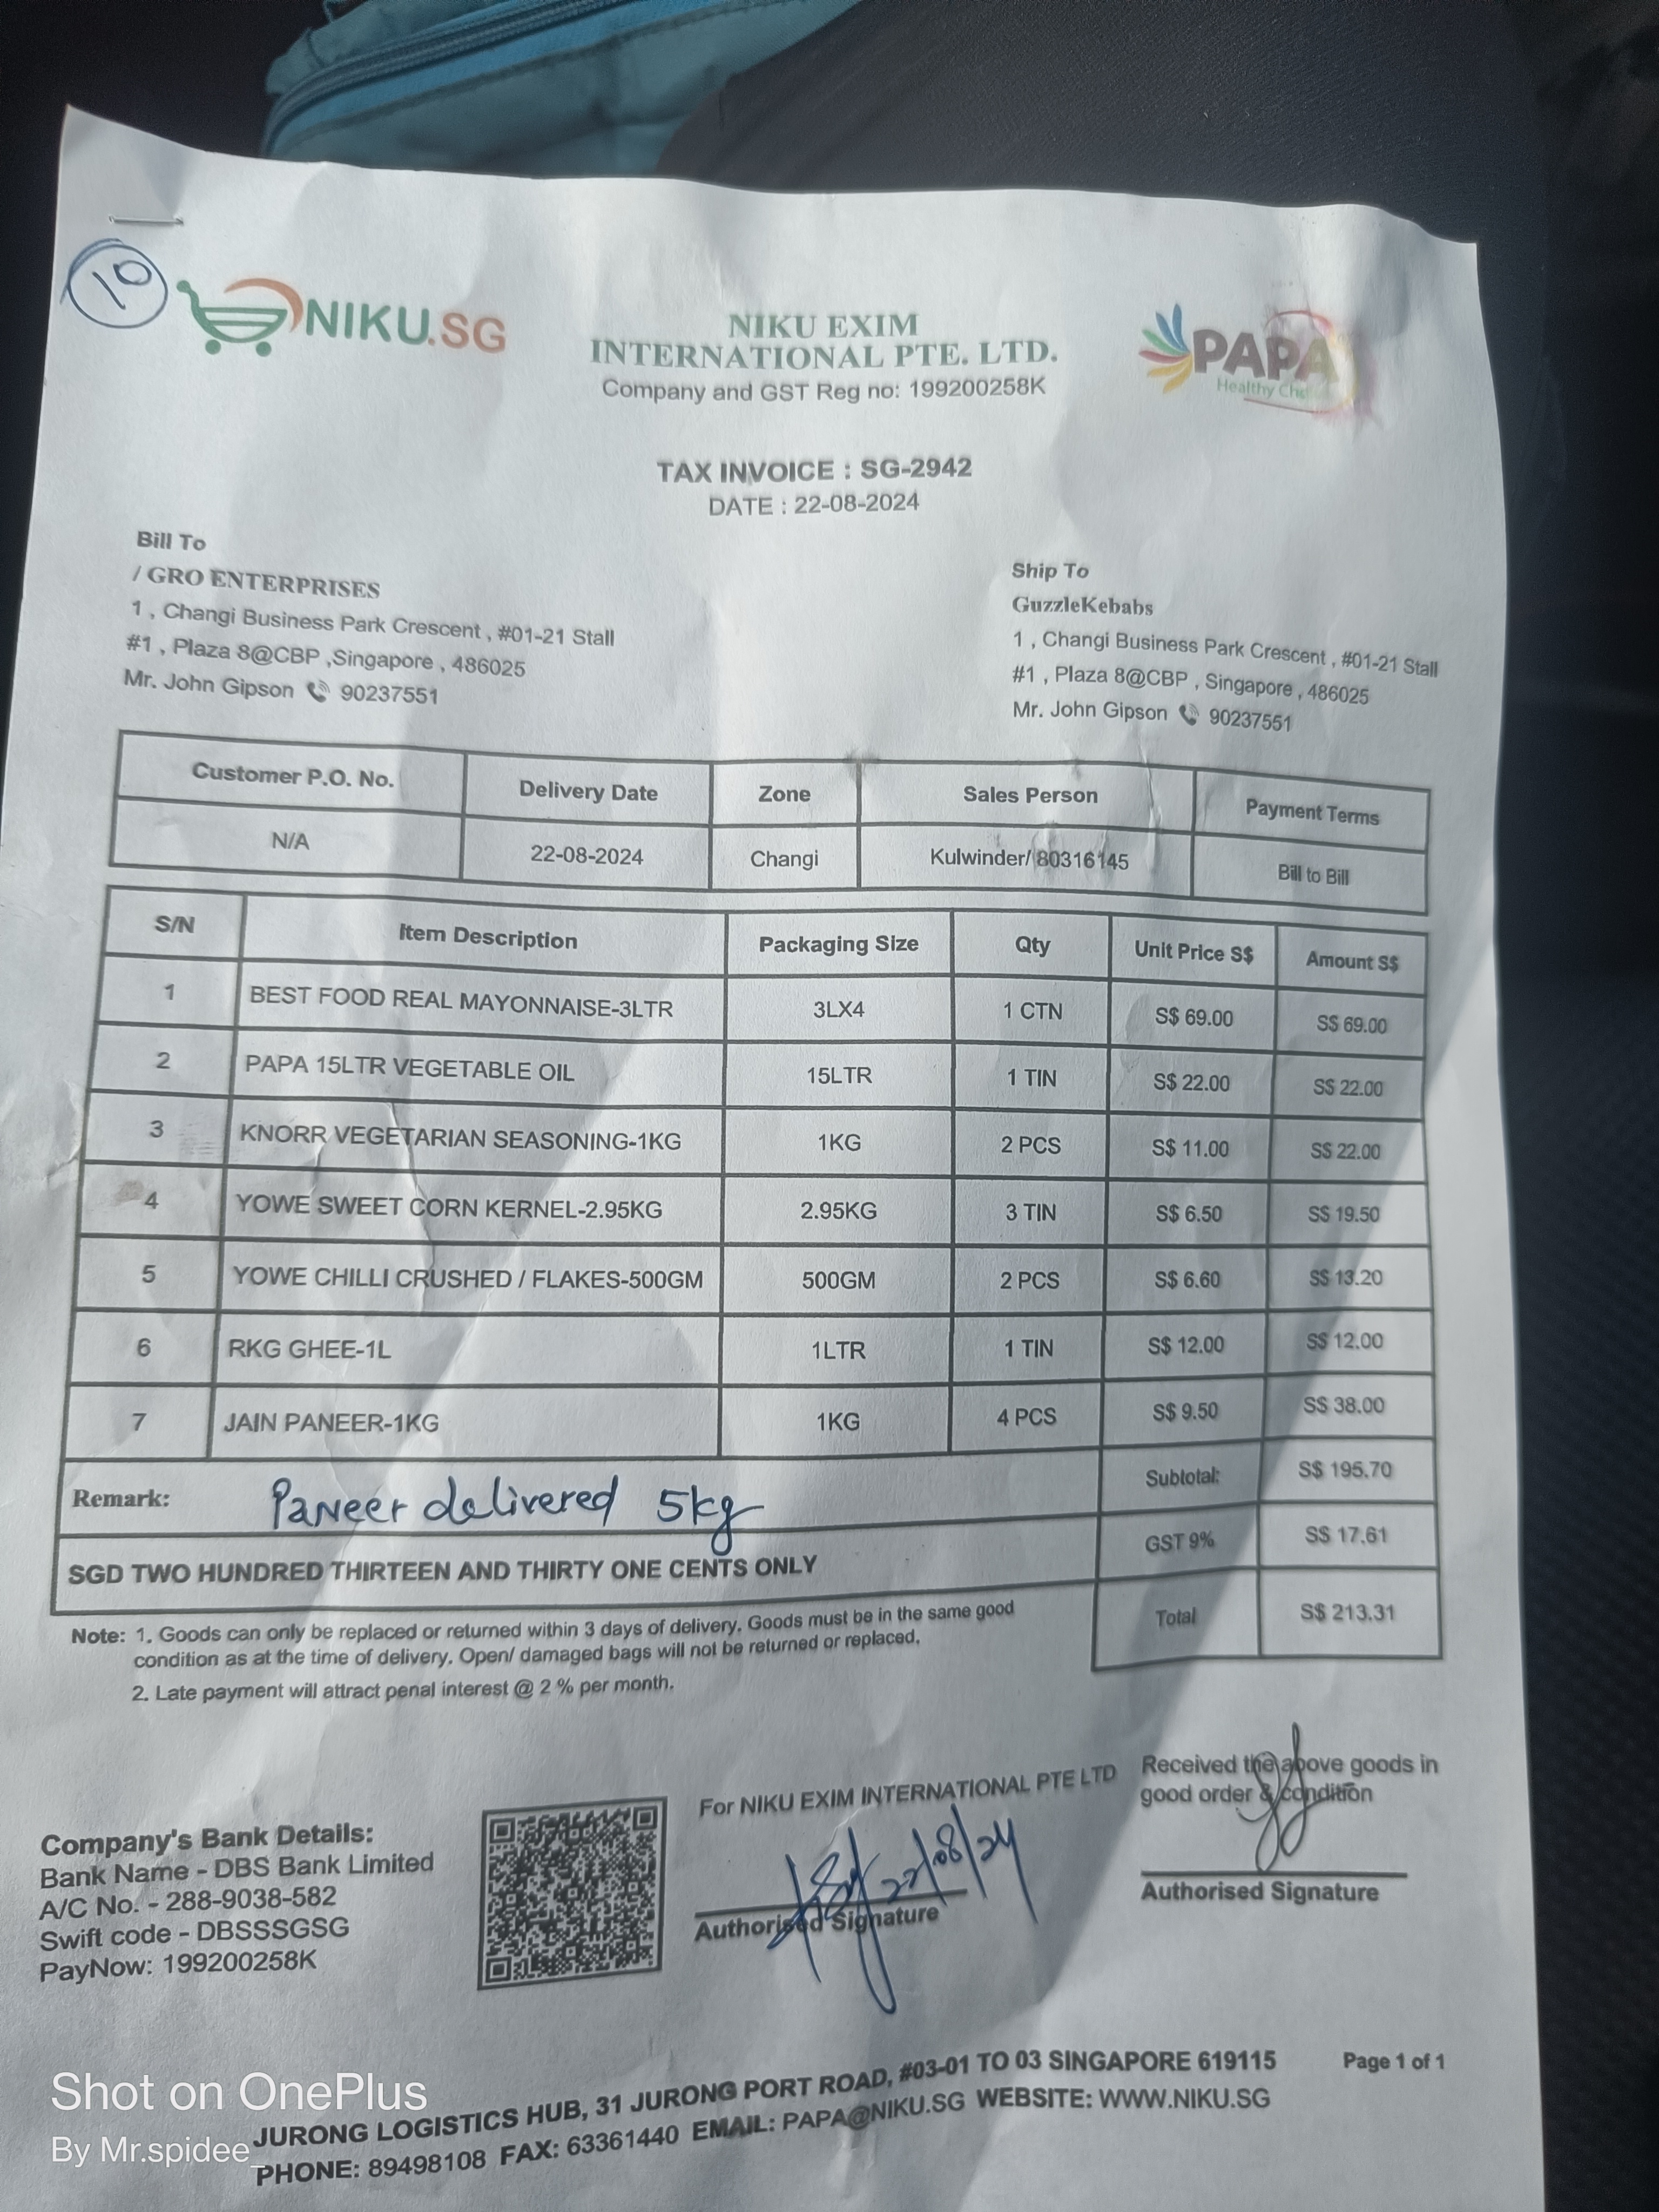 10
NIKU.SG
NIKU EXIM
INTERNATIONAL PTE. LTD.
Company and GST Reg no: 199200258K
PAPA
Healthy
TAX INVOICE : SG-2942
DATE : 22-08-2024
Bill To
/ GRO ENTERPRISES
1 , Changi Business Park Crescent , #01-21 Stall
#1 , Plaza 8@CBP ,Singapore , 486025
Mr. John Gipson 90237551
Ship To
GuzzleKebabs
1 , Changi Business Park Crescent , #01-21 Stall
#1 , Plaza 8@CBP , Singapore , 486025
Mr. John Gipson 90237551
Customer P.O. No. Delivery Date Zone Sales Person Payment Terms
N/A 22-08-2024 Changi Kulwinder/ 80316145 Bill to Bill
S/N Item Description Packaging Size Qty Unit Price S$ Amount S$
1 BEST FOOD REAL MAYONNAISE-3LTR 3LX4 1 CTN S$ 69.00 S$ 69.00
2 PAPA 15LTR VEGETABLE OIL 15LTR 1 TIN S$ 22.00 S$ 22.00
3 KNORR VEGETARIAN SEASONING-1KG 1KG 2 PCS S$ 11.00 S$ 22.00
4 YOWE SWEET CORN KERNEL-2.95KG 2.95KG 3 TIN S$ 6.50 S$ 19.50
5 YOWE CHILLI CRUSHED / FLAKES-500GM 500GM 2 PCS S$ 6.60 S$ 13.20
6 RKG GHEE-1L 1LTR 1 TIN S$ 12.00 S$ 12.00
7 JAIN PANEER-1KG 1KG 4 PCS S$ 9.50 S$ 38.00
Remark: Paneer delivered 5kg
Subtotal: S$ 195.70
GST 9% S$ 17.61
SGD TWO HUNDRED THIRTEEN AND THIRTY ONE CENTS ONLY
Total S$ 213.31
Note: 1. Goods can only be replaced or returned within 3 days of delivery. Goods must be in the same good
condition as at the time of delivery. Open/ damaged bags will not be returned or replaced.
2. Late payment will attract penal interest @ 2 % per month.
Company's Bank Details:
Bank Name - DBS Bank Limited
A/C No. - 288-9038-582
Swift code - DBSSSGSG
PayNow: 199200258K
For NIKU EXIM INTERNATIONAL PTE LTD
22/08/24
Authorised Signature
Received the above goods in
good order & condition
Authorised Signature
JURONG LOGISTICS HUB, 31 JURONG PORT ROAD, #03-01 TO 03 SINGAPORE 619115
PHONE: 89498108 FAX: 63361440 EMAIL: PAPA@NIKU.SG WEBSITE: WWW.NIKU.SG
Page 1 of 1
Shot on OnePlus
By Mr.spidee_